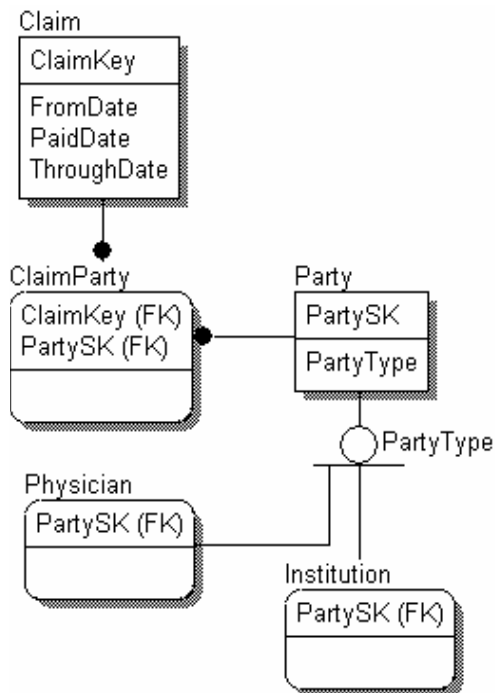 Claim
ClaimKey
FromDate
PaidDate
ThroughDate
ClaimParty
ClaimKey (FK)
PartySK (FK)
Party
PartySK
PartyType
PartyType
Physician
PartySK (FK)
Institution
PartySK (FK)